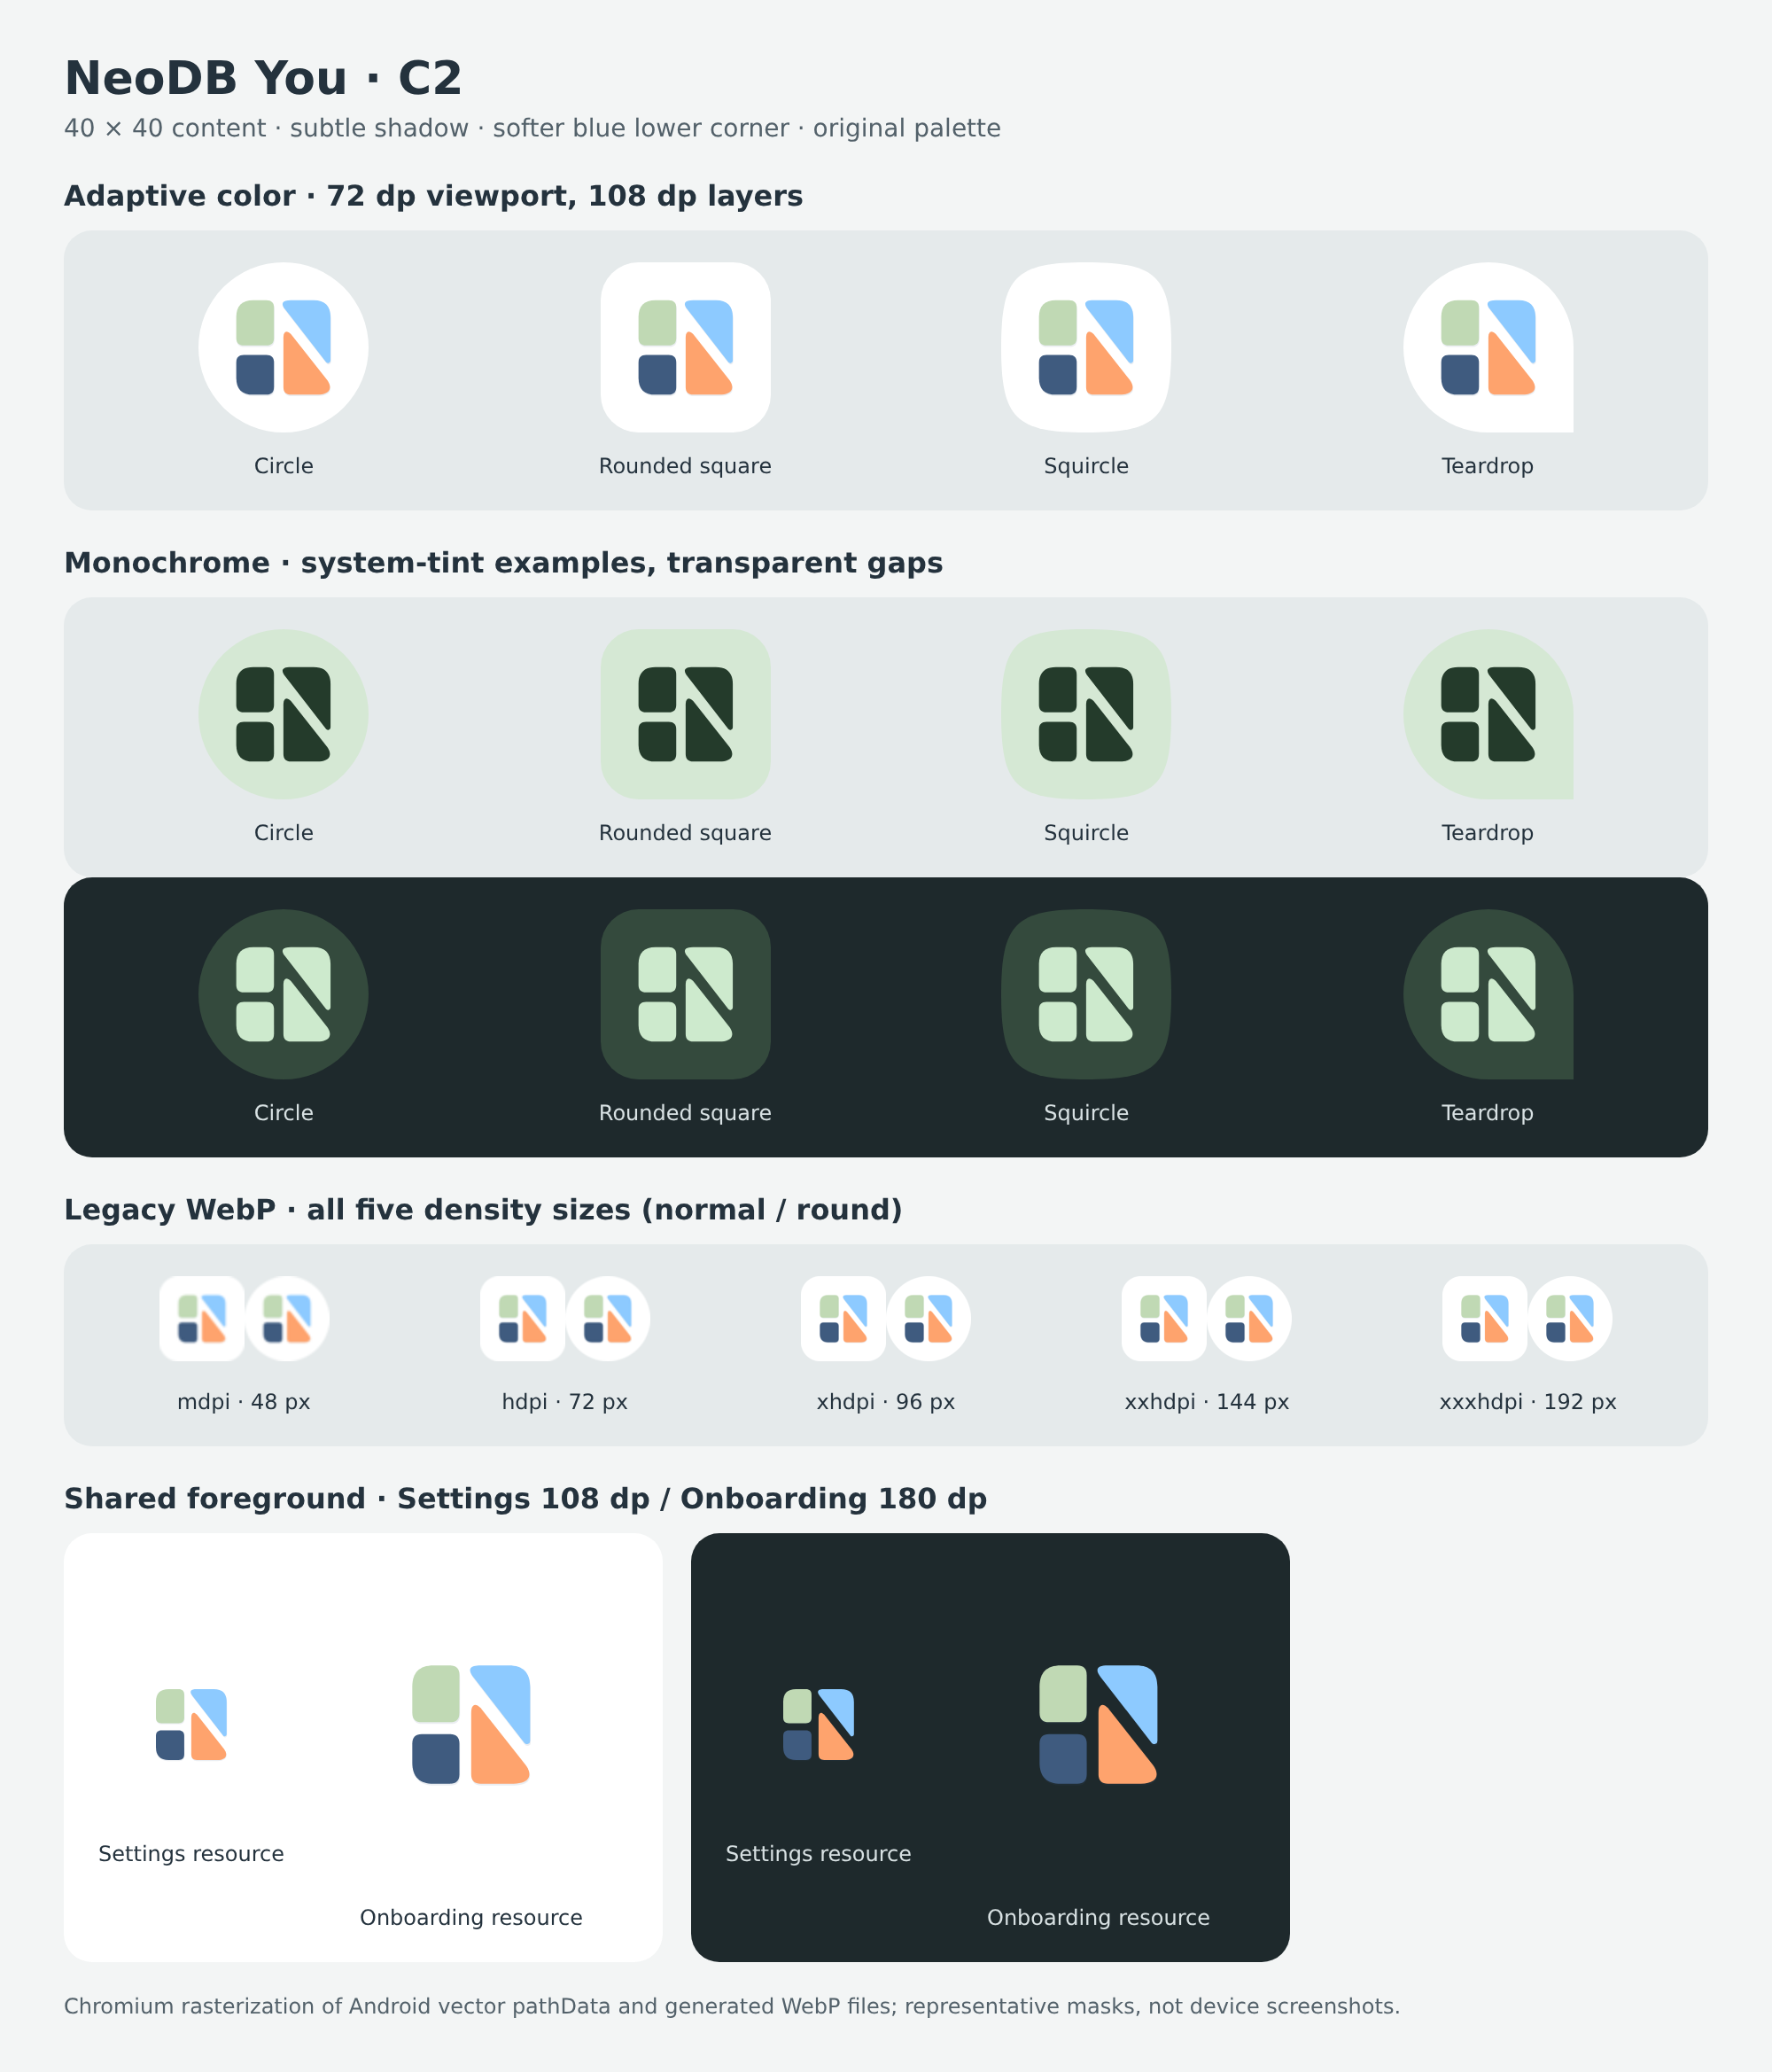 NeoDB You · C2
40 × 40 content · subtle shadow · softer blue lower corner · original palette
Adaptive color · 72 dp viewport, 108 dp layers
Circle
Rounded square
Squircle
Teardrop
Monochrome · system-tint examples, transparent gaps
Circle
Rounded square
Squircle
Teardrop
Circle
Rounded square
Squircle
Teardrop
Legacy WebP · all five density sizes (normal / round)
mdpi · 48 px
hdpi · 72 px
xhdpi · 96 px
xxhdpi · 144 px
xxxhdpi · 192 px
Shared foreground · Settings 108 dp / Onboarding 180 dp
Settings resource
Onboarding resource
Settings resource
Onboarding resource
Chromium rasterization of Android vector pathData and generated WebP files; representative masks, not device screenshots.